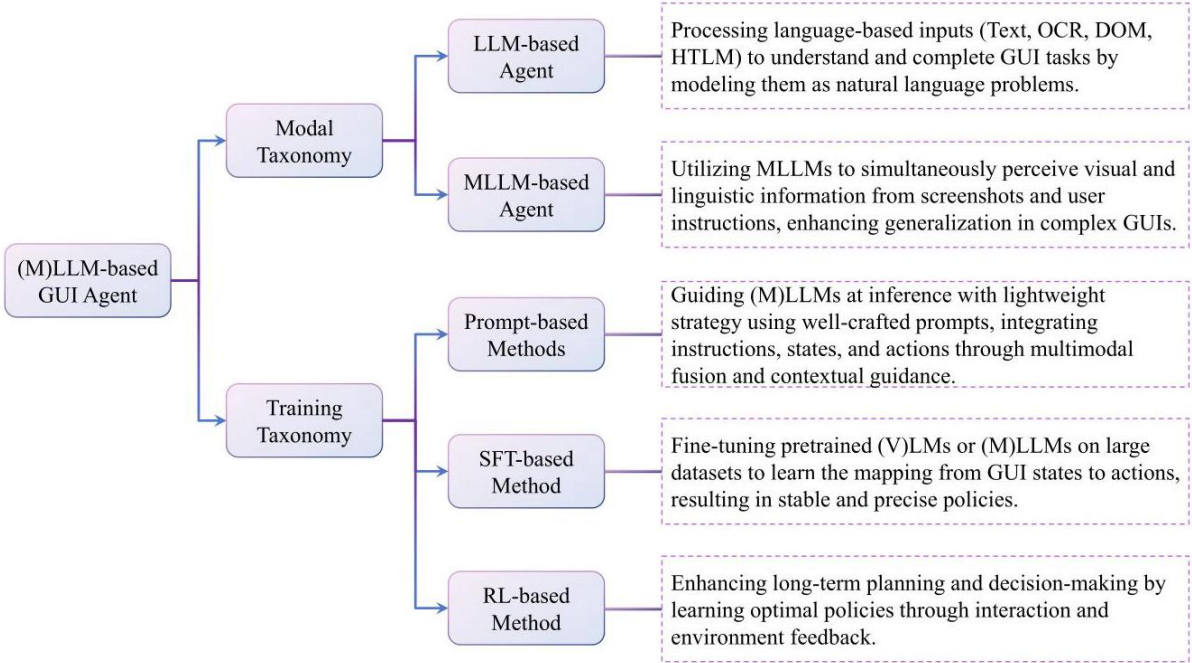 (M)LLM-based
GUI Agent
Modal
Taxonomy
LLM-based
Agent
Processing language-based inputs (Text, OCR, DOM,
HTLM) to understand and complete GUI tasks by
modeling them as natural language problems.
MLLM-based
Agent
Utilizing MLLMs to simultaneously perceive visual and
linguistic information from screenshots and user
instructions, enhancing generalization in complex GUIs.
Training
Taxonomy
Prompt-based
Methods
Guiding (M)LLMs at inference with lightweight
strategy using well-crafted prompts, integrating
instructions, states, and actions through multimodal
fusion and contextual guidance.
SFT-based
Method
Fine-tuning pretrained (V)LMs or (M)LLMs on large
datasets to learn the mapping from GUI states to actions,
resulting in stable and precise policies.
RL-based
Method
Enhancing long-term planning and decision-making by
learning optimal policies through interaction and
environment feedback.